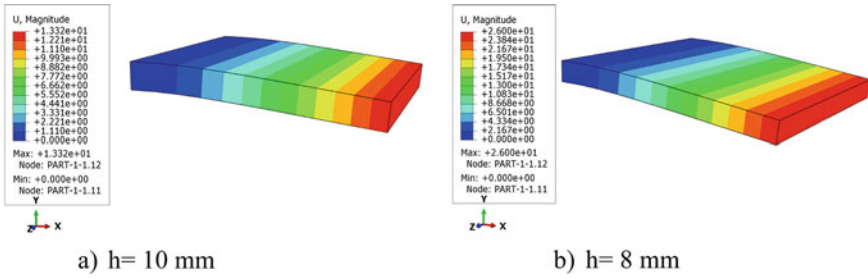 U, Magnitude
+1.332e+01
+1.221e+01
+1.110e+01
+9.993e+00
+8.882e+00
+7.772e+00
+6.662e+00
+5.552e+00
+4.441e+00
+3.331e+00
+2.221e+00
+1.110e+00
+0.000e+00
Max: +1.332e+01
Node: PART-1-1.12
Min: +0.000e+00
Node: PART-1-1.11
Y
Z X
a) h= 10 mm
U, Magnitude
+2.600e+01
+2.384e+01
+2.167e+01
+1.950e+01
+1.734e+01
+1.517e+01
+1.300e+01
+1.083e+01
+8.668e+00
+6.501e+00
+4.334e+00
+2.167e+00
+0.000e+00
Max: +2.600e+01
Node: PART-1-1.12
Min: +0.000e+00
Node: PART-1-1.11
Y
Z X
b) h= 8 mm